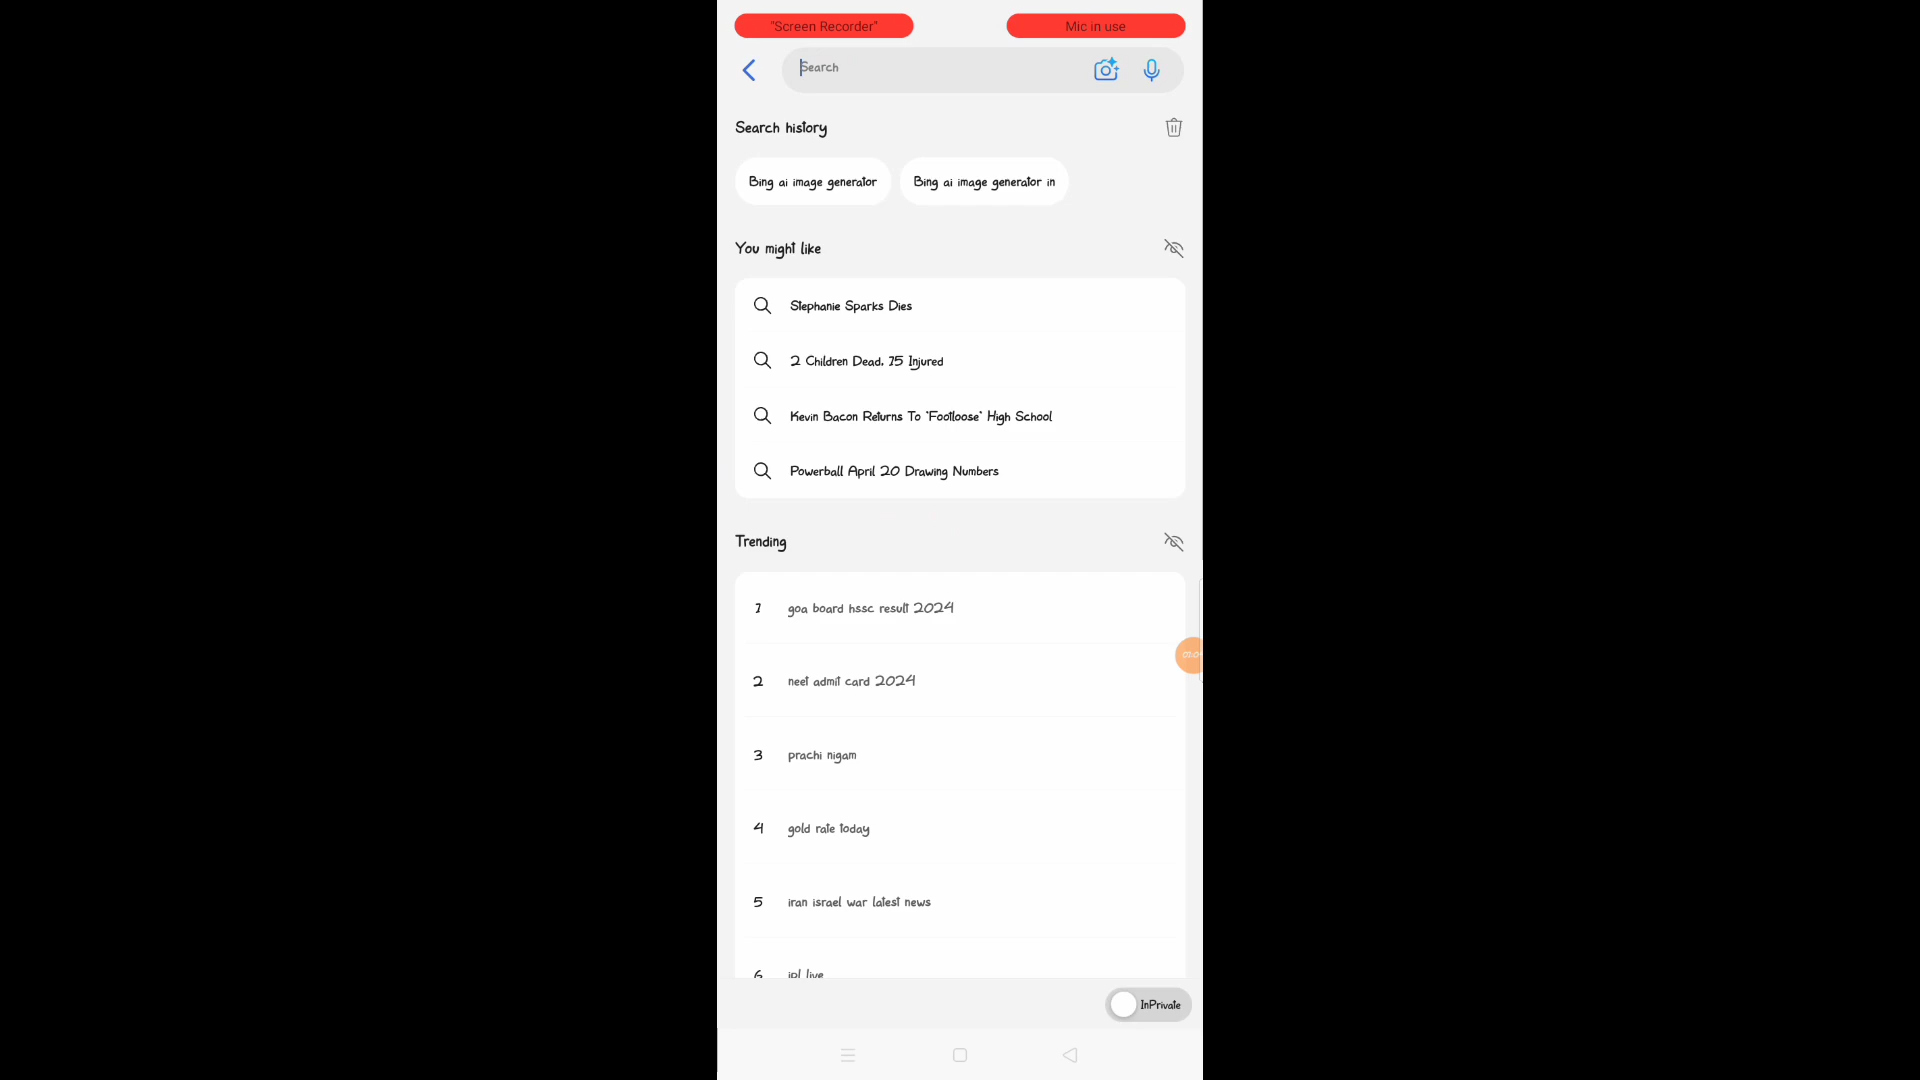 "Screen Recorder"
Mic in use
Search
Search history
Bing ai image generator
Bing ai image generator in
You might like
Stephanie Sparks Dies
2 Children Dead, 15 Injured
Kevin Bacon Returns To 'Footloose' High School
Powerball April 20 Drawing Numbers
Trending
1 goa board hssc result 2024
2 neet admit card 2024
3 prachi nigam
4 gold rate today
5 iran israel war latest news
6 ipl live
InPrivate